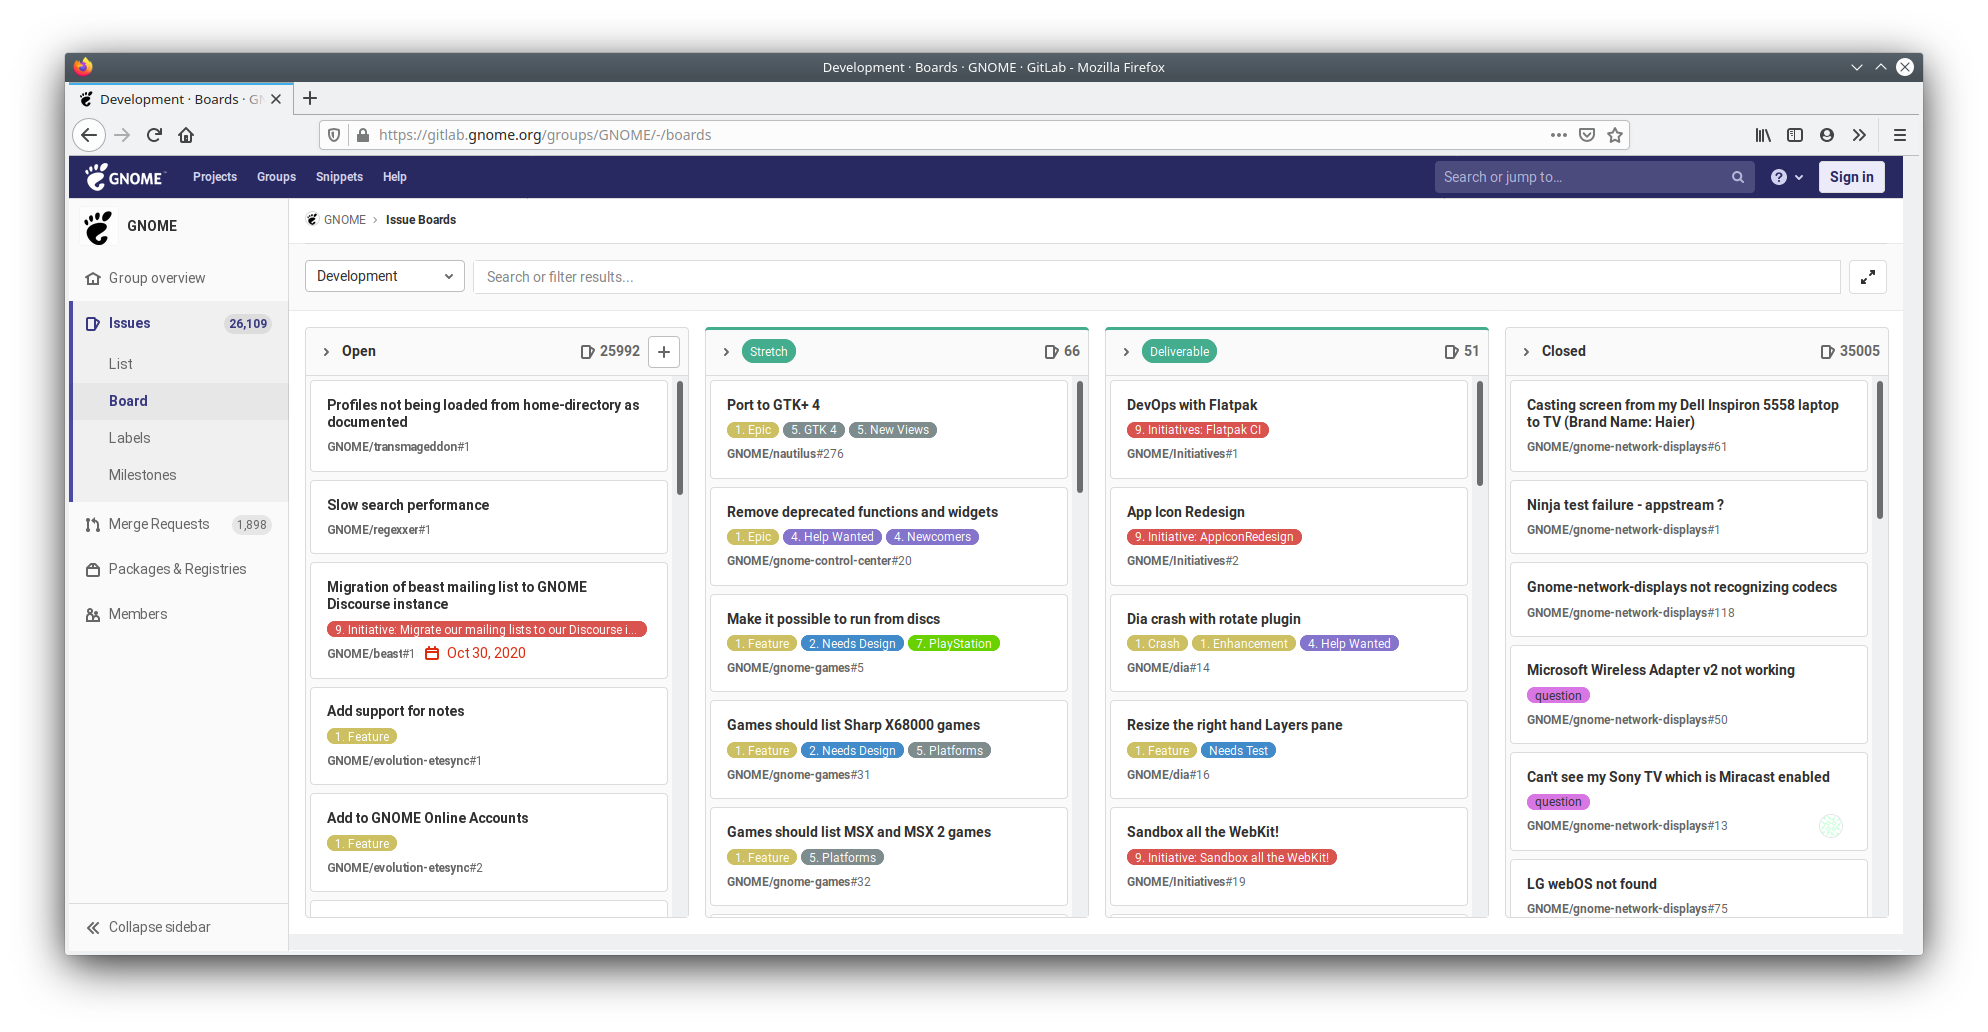 Development · Boards · GNOME · GitLab - Mozilla Firefox
Development · Boards · GN
https://gitlab.gnome.org/groups/GNOME/-/boards
GNOME
Projects
Groups
Snippets
Help
Search or jump to…
Sign in
GNOME
GNOME › Issue Boards
Group overview
Issues 26,109
List
Board
Labels
Milestones
Merge Requests 1,898
Packages & Registries
Members
Collapse sidebar
Development
Search or filter results...
Open 25992
Profiles not being loaded from home-directory as
documented
GNOME/transmageddon#1
Slow search performance
GNOME/regexxer#1
Migration of beast mailing list to GNOME
Discourse instance
9. Initiative: Migrate our mailing lists to our Discourse i...
GNOME/beast#1 Oct 30, 2020
Add support for notes
1. Feature
GNOME/evolution-etesync#1
Add to GNOME Online Accounts
1. Feature
GNOME/evolution-etesync#2
Stretch 66
Port to GTK+ 4
1. Epic 5. GTK 4 5. New Views
GNOME/nautilus#276
Remove deprecated functions and widgets
1. Epic 4. Help Wanted 4. Newcomers
GNOME/gnome-control-center#20
Make it possible to run from discs
1. Feature 2. Needs Design 7. PlayStation
GNOME/gnome-games#5
Games should list Sharp X68000 games
1. Feature 2. Needs Design 5. Platforms
GNOME/gnome-games#31
Games should list MSX and MSX 2 games
1. Feature 5. Platforms
GNOME/gnome-games#32
Deliverable 51
DevOps with Flatpak
9. Initiatives: Flatpak CI
GNOME/Initiatives#1
App Icon Redesign
9. Initiative: AppIconRedesign
GNOME/Initiatives#2
Dia crash with rotate plugin
1. Crash 1. Enhancement 4. Help Wanted
GNOME/dia#14
Resize the right hand Layers pane
1. Feature Needs Test
GNOME/dia#16
Sandbox all the WebKit!
9. Initiative: Sandbox all the WebKit!
GNOME/Initiatives#19
Closed 35005
Casting screen from my Dell Inspiron 5558 laptop
to TV (Brand Name: Haier)
GNOME/gnome-network-displays#61
Ninja test failure - appstream ?
GNOME/gnome-network-displays#1
Gnome-network-displays not recognizing codecs
GNOME/gnome-network-displays#118
Microsoft Wireless Adapter v2 not working
question
GNOME/gnome-network-displays#50
Can't see my Sony TV which is Miracast enabled
question
GNOME/gnome-network-displays#13
LG webOS not found
GNOME/gnome-network-displays#75